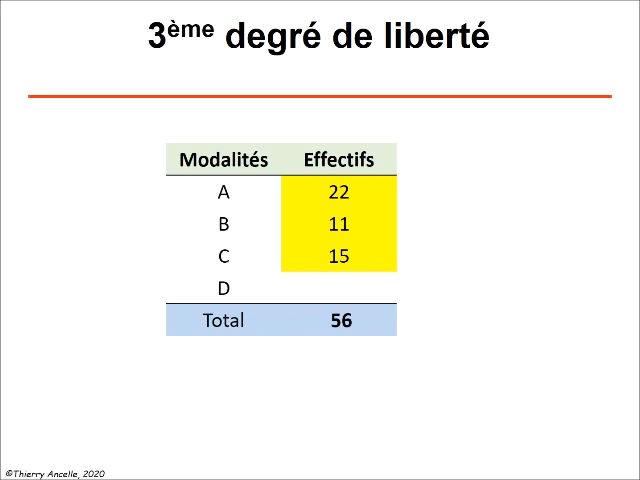 3ème degré de liberté
Modalités Effectifs
A 22
B 11
C 15
D
Total 56
©Thierry Ancelle, 2020